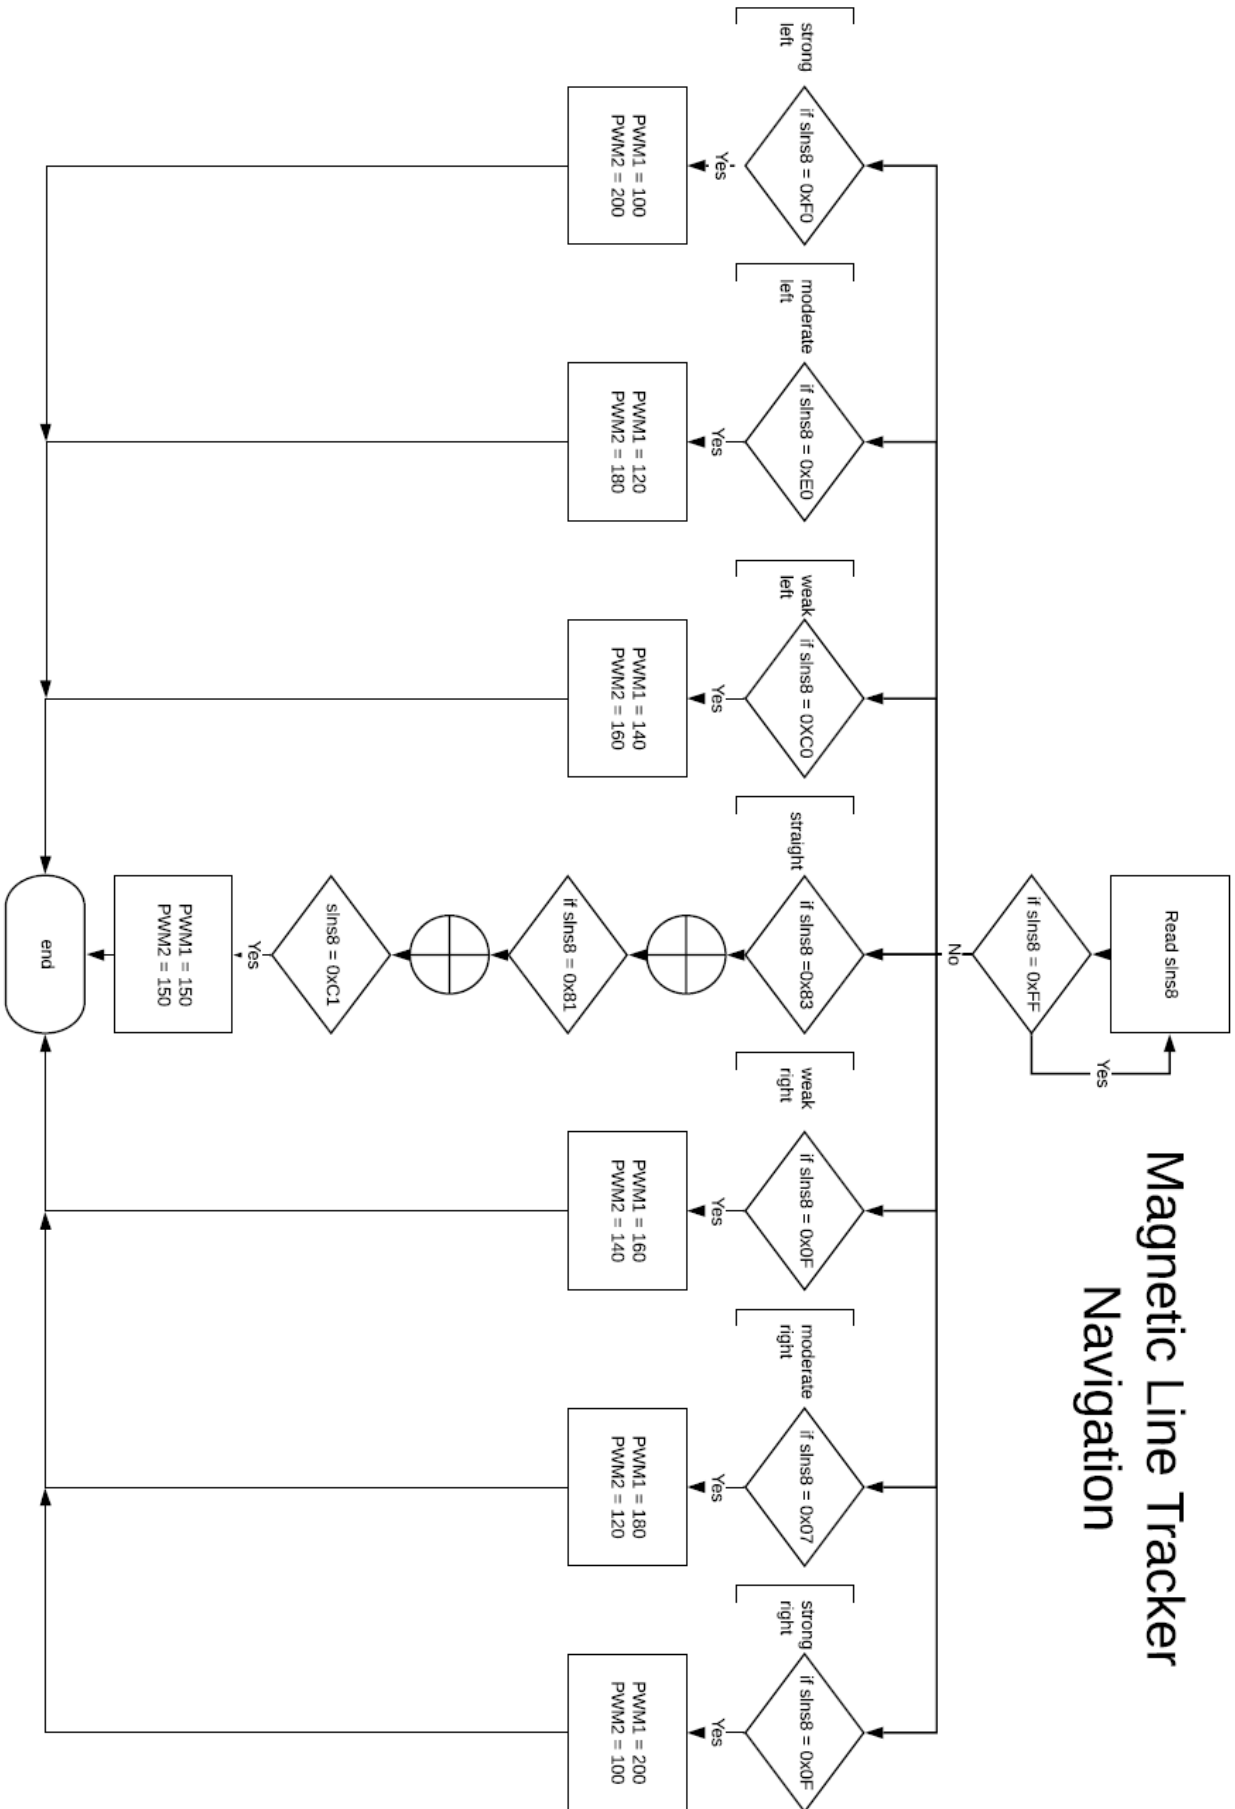 Magnetic Line Tracker
Navigation
Read slns8
if slns8 = 0xFF
Yes
No
strong
left
if slns8 = 0xF0
Yes
PWM1 = 100
PWM2 = 200
moderate
left
if slns8 = 0xE0
Yes
PWM1 = 120
PWM2 = 180
weak
left
if slns8 = 0XC0
Yes
PWM1 = 140
PWM2 = 160
straight
if slns8 =0x83
if slns8 = 0x81
slns8 = 0xC1
Yes
PWM1 = 150
PWM2 = 150
weak
right
if slns8 = 0x0F
Yes
PWM1 = 160
PWM2 = 140
moderate
right
if slns8 = 0x07
Yes
PWM1 = 180
PWM2 = 120
strong
right
if slns8 = 0x0F
Yes
PWM1 = 200
PWM2 = 100
end